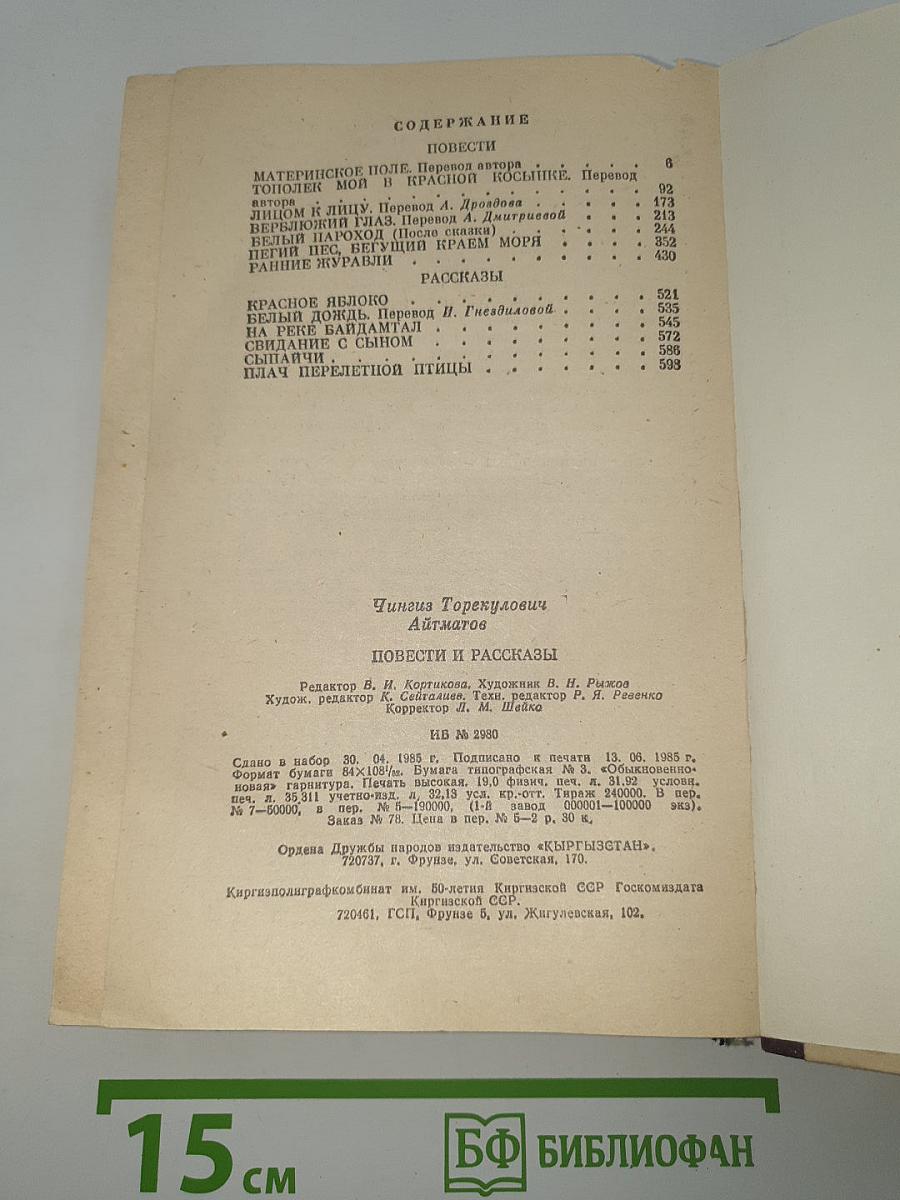 СОДЕРЖАНИЕ
ПОВЕСТИ
МАТЕРИНСКОЕ ПОЛЕ. Перевод автора . . . . . 6
ТОПОЛЕК МОЙ В КРАСНОЙ КОСЫНКЕ. Перевод
автора . . . . . . . . . . . . . 92
ЛИЦОМ К ЛИЦУ. Перевод А. Дроздова . . . . . 173
ВЕРБЛЮЖИЙ ГЛАЗ. Перевод А. Дмитриевой . . . 213
БЕЛЫЙ ПАРОХОД (После сказки) . . . . . . 244
ПЕГИЙ ПЕС, БЕГУЩИЙ КРАЕМ МОРЯ . . . . 352
РАННИЕ ЖУРАВЛИ . . . . . . . . . . 430
РАССКАЗЫ
КРАСНОЕ ЯБЛОКО . . . . . . . . . . 521
БЕЛЫЙ ДОЖДЬ. Перевод И. Гнездиловой . . . . 535
НА РЕКЕ БАЙДАМТАЛ . . . . . . . . . 545
СВИДАНИЕ С СЫНОМ . . . . . . . . . 572
СЫПАЙЧИ . . . . . . . . . . . . . 586
ПЛАЧ ПЕРЕЛЕТНОЙ ПТИЦЫ . . . . . . . 593
Чингиз Торекулович
Айтматов
ПОВЕСТИ И РАССКАЗЫ
Редактор В. И. Кортикова. Художник В. Н. Рыжов
Худож. редактор К. Сейталиев. Техн. редактор Р. Я. Ревенко
Корректор Л. М. Шейко
ИБ № 2980
Сдано в набор 30. 04. 1985 г. Подписано к печати 13. 06. 1985 г.
Формат бумаги 84×108¹/₃₂. Бумага типографская № 3. «Обыкновенно-
новая» гарнитура. Печать высокая. 19,0 физич. печ. л. 31,92 условн.
печ. л. 35,311 учетно-изд. л. 32,13 усл. кр.-отт. Тираж 240000. В пер.
№ 7—50000, в пер. № 5—190000, (1-й завод 000001—100000 экз).
Заказ № 78. Цена в пер. № 5—2 р. 30 к.
Ордена Дружбы народов издательство «КЫРГЫЗСТАН».
720737, г. Фрунзе, ул. Советская, 170.
Киргизполиграфкомбинат им. 50-летия Киргизской ССР Госкомиздата
Киргизской ССР.
720461, ГСП, Фрунзе 5, ул. Жигулевская, 102.
15 см
БФ БИБЛИОФАН